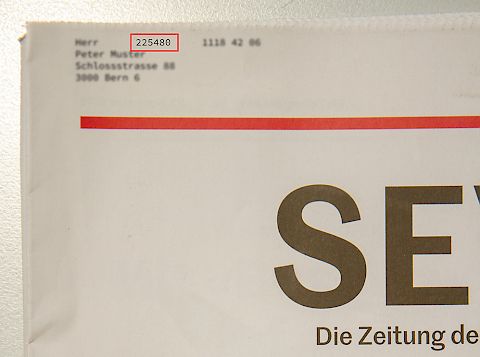 Herr 225480 1118 42 06
Peter Muster
Schlossstrasse 88
3000 Bern 6
SEV
Die Zeitung de